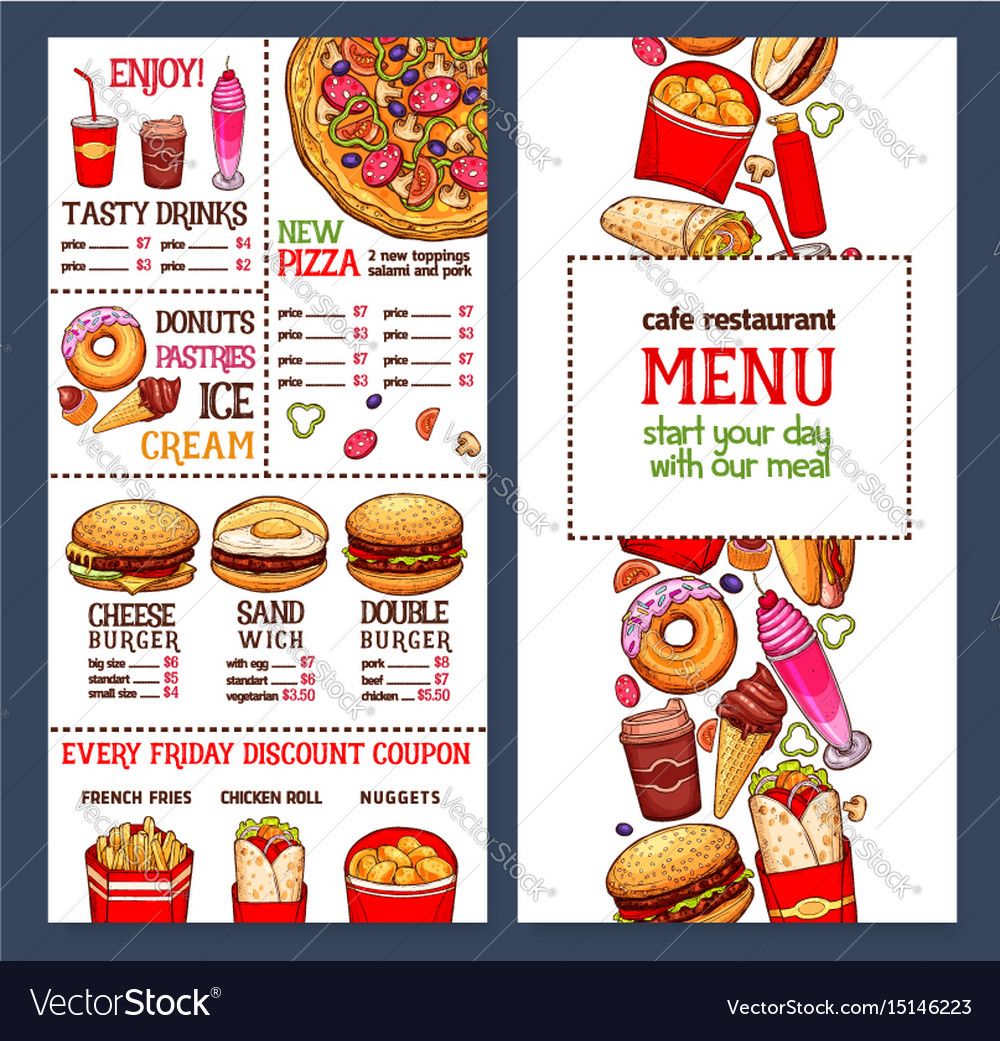 ENJOY!
TASTY DRINKS
price $7 price $4
price $3 price $2
NEW
PIZZA
2 new toppings
salami and pork
price $7 price $7
price $3 price $3
price $7 price $7
price $3 price $3
DONUTS
PASTRIES
ICE
CREAM
CHEESE
BURGER
big size $6
standart $5
small size $4
SAND
WICH
with egg $7
standart $6
vegetarian $3.50
DOUBLE
BURGER
pork $8
beef $7
chicken $5.50
EVERY FRIDAY DISCOUNT COUPON
FRENCH FRIES
CHICKEN ROLL
NUGGETS
cafe restaurant
MENU
start your day
with our meal
VectorStock®
VectorStock.com/15146223